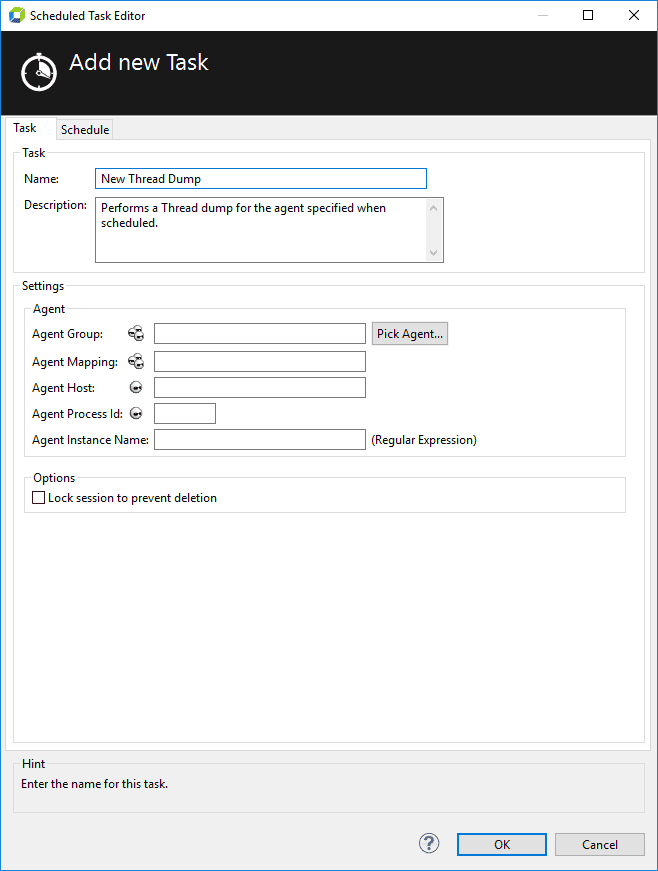 Scheduled Task Editor
Add new Task
Task
Schedule
Task
Name:
New Thread Dump
Description:
Performs a Thread dump for the agent specified when
scheduled.
Settings
Agent
Agent Group:
Pick Agent...
Agent Mapping:
Agent Host:
Agent Process Id:
Agent Instance Name:
(Regular Expression)
Options
Lock session to prevent deletion
Hint
Enter the name for this task.
?
OK
Cancel